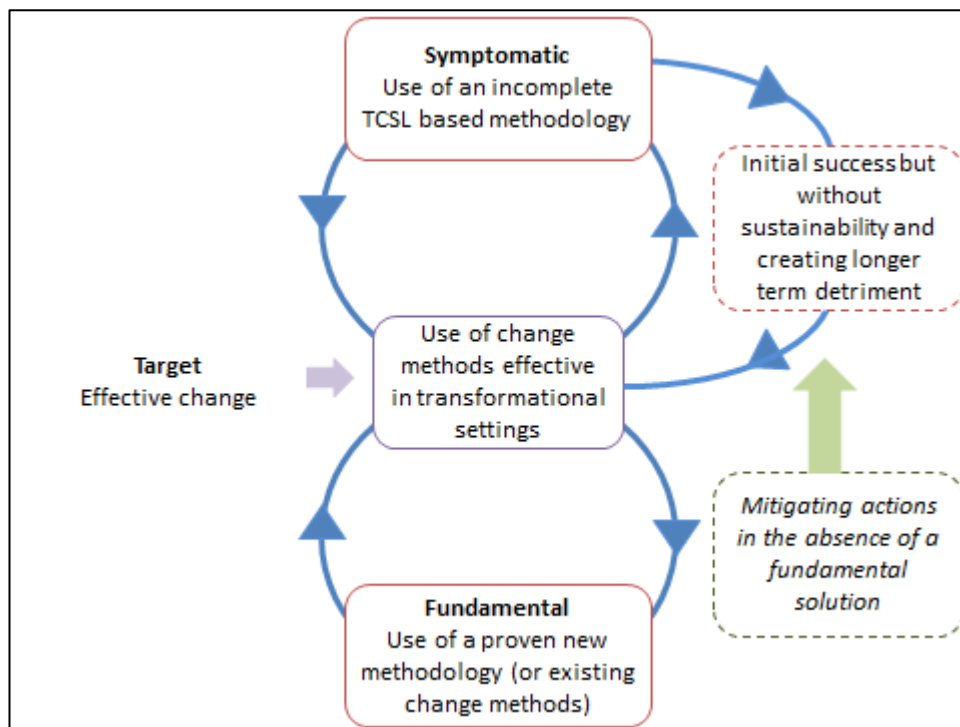 Symptomatic
Use of an incomplete
TCSL based methodology
Initial success but
without
sustainability and
creating longer
term detriment
Target
Effective change
Use of change
methods effective
in transformational
settings
Mitigating actions
in the absence of a
fundamental
solution
Fundamental
Use of a proven new
methodology (or existing
change methods)